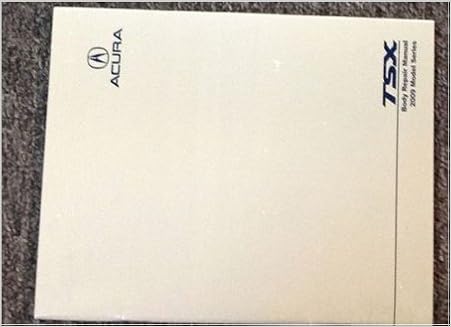 ACURA
TSX
Body Repair Manual
2009 Model Series